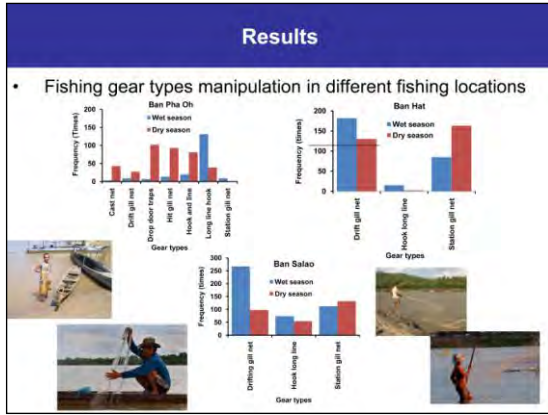 Results
• Fishing gear types manipulation in different fishing locations
Ban Pha Oh
200
150
100
50
0
Frequency (Times)
Wet season
Dry season
Cast net
Drift gill net
Drop door traps
Hit gill net
Hook and line
Long line hook
Station gill net
Gear types
Ban Hat
200
150
100
50
0
Frequency (times)
Wet season
Dry season
Drift gill net
Hook long line
Station gill net
Gear types
Ban Salao
300
250
200
150
100
50
0
Frequency (times)
Wet season
Dry season
Drifting gill net
Hook long line
Station gill net
Gear types